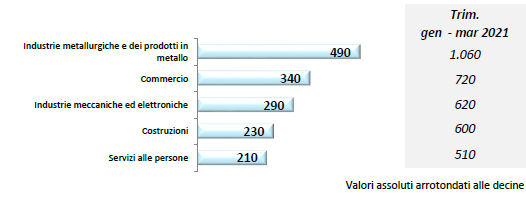 Trim.
gen - mar 2021
Industrie metallurgiche e dei prodotti in
metallo
490
1.060
Commercio
340
720
Industrie meccaniche ed elettroniche
290
620
Costruzioni
230
600
Servizi alle persone
210
510
Valori assoluti arrotondati alle decine